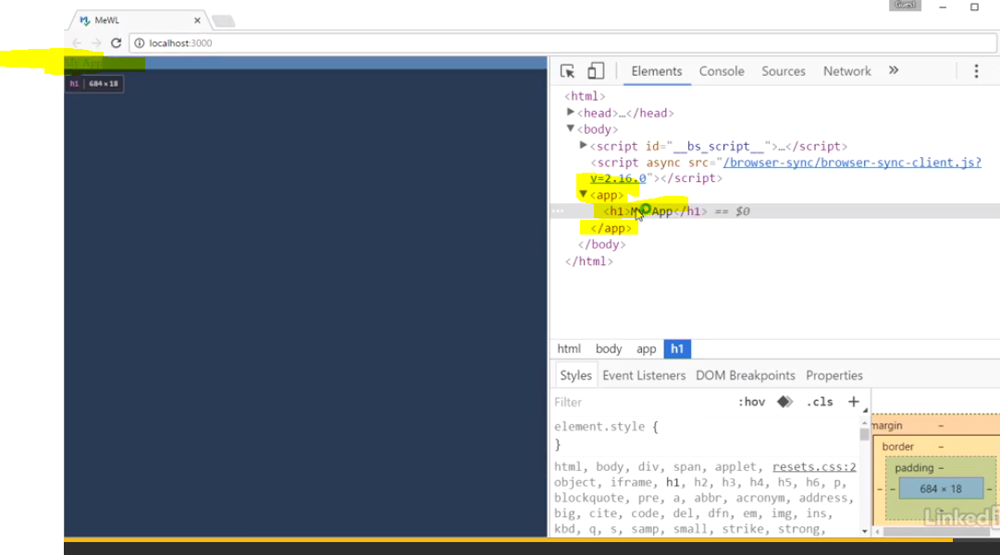 Guest
MeWL
localhost:3000
My App
h1 | 684 × 18
Elements Console Sources Network »
<html>
<head>…</head>
<body>
<script id="__bs_script__">…</script>
<script async src="/browser-sync/browser-sync-client.js?
v=2.16.0"></script>
<app>
<h1>My App</h1> == $0
</app>
</body>
</html>
html body app h1
Styles Event Listeners DOM Breakpoints Properties
Filter :hov .cls +
element.style {
}
html, body, div, span, applet, resets.css:2
object, iframe, h1, h2, h3, h4, h5, h6, p,
blockquote, pre, a, abbr, acronym, address,
big, cite, code, del, dfn, em, img, ins,
kbd, q, s, samp, small, strike, strong,
margin –
border –
padding –
– – 684 × 18 –
–
Linked